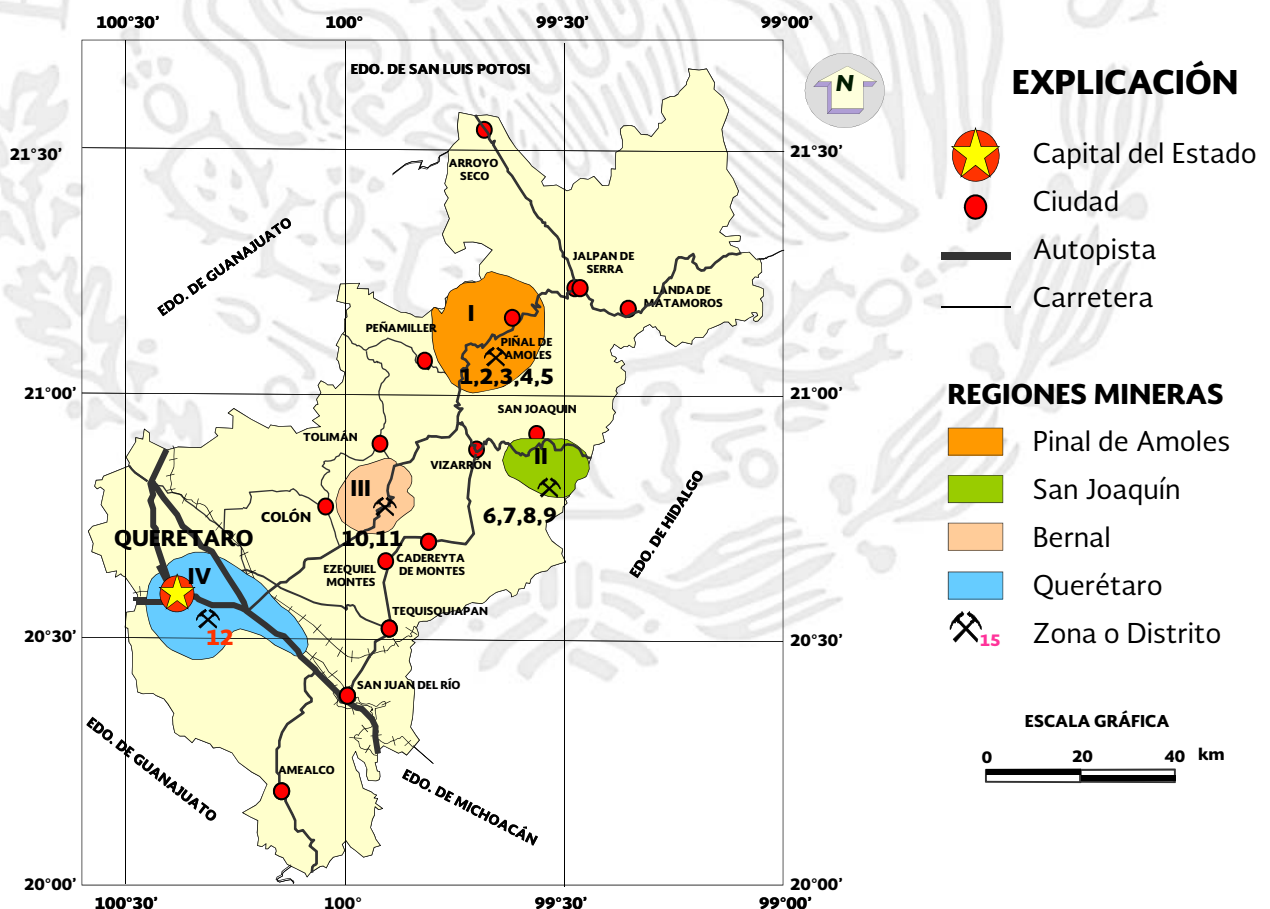 100°30'
100°
99°30'
99°00'
EDO. DE SAN LUIS POTOSI
N
21°30'
21°30'
ARROYO
SECO
EDO. DE GUANAJUATO
JALPAN DE
SERRA
LANDA DE
MATAMOROS
I
PEÑAMILLER
PIÑAL DE
AMOLES
1,2,3,4,5
21°00'
21°00'
SAN JOAQUIN
TOLIMÁN
VIZARRÓN
II
III
6,7,8,9
COLÓN
EDO. DE HIDALGO
QUERÉTARO
10,11
CADEREYTA
DE MONTES
EZEQUIEL
MONTES
IV
TEQUISQUIAPAN
12
20°30'
20°30'
SAN JUAN DEL RÍO
EDO. DE GUANAJUATO
AMEALCO
EDO. DE MICHOACÁN
20°00'
20°00'
100°30'
100°
99°30'
99°00'
EXPLICACIÓN
Capital del Estado
Ciudad
Autopista
Carretera
REGIONES MINERAS
Pinal de Amoles
San Joaquín
Bernal
Querétaro
15 Zona o Distrito
ESCALA GRÁFICA
0 20 40 km